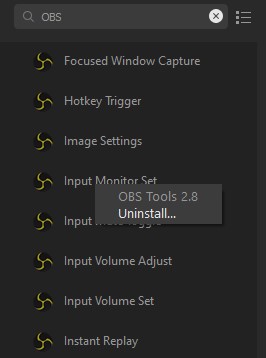 OBS
Focused Window Capture
Hotkey Trigger
Image Settings
Input Monitor Set
OBS Tools 2.8
Uninstall...
Input
Input Volume Adjust
Input Volume Set
Instant Replay